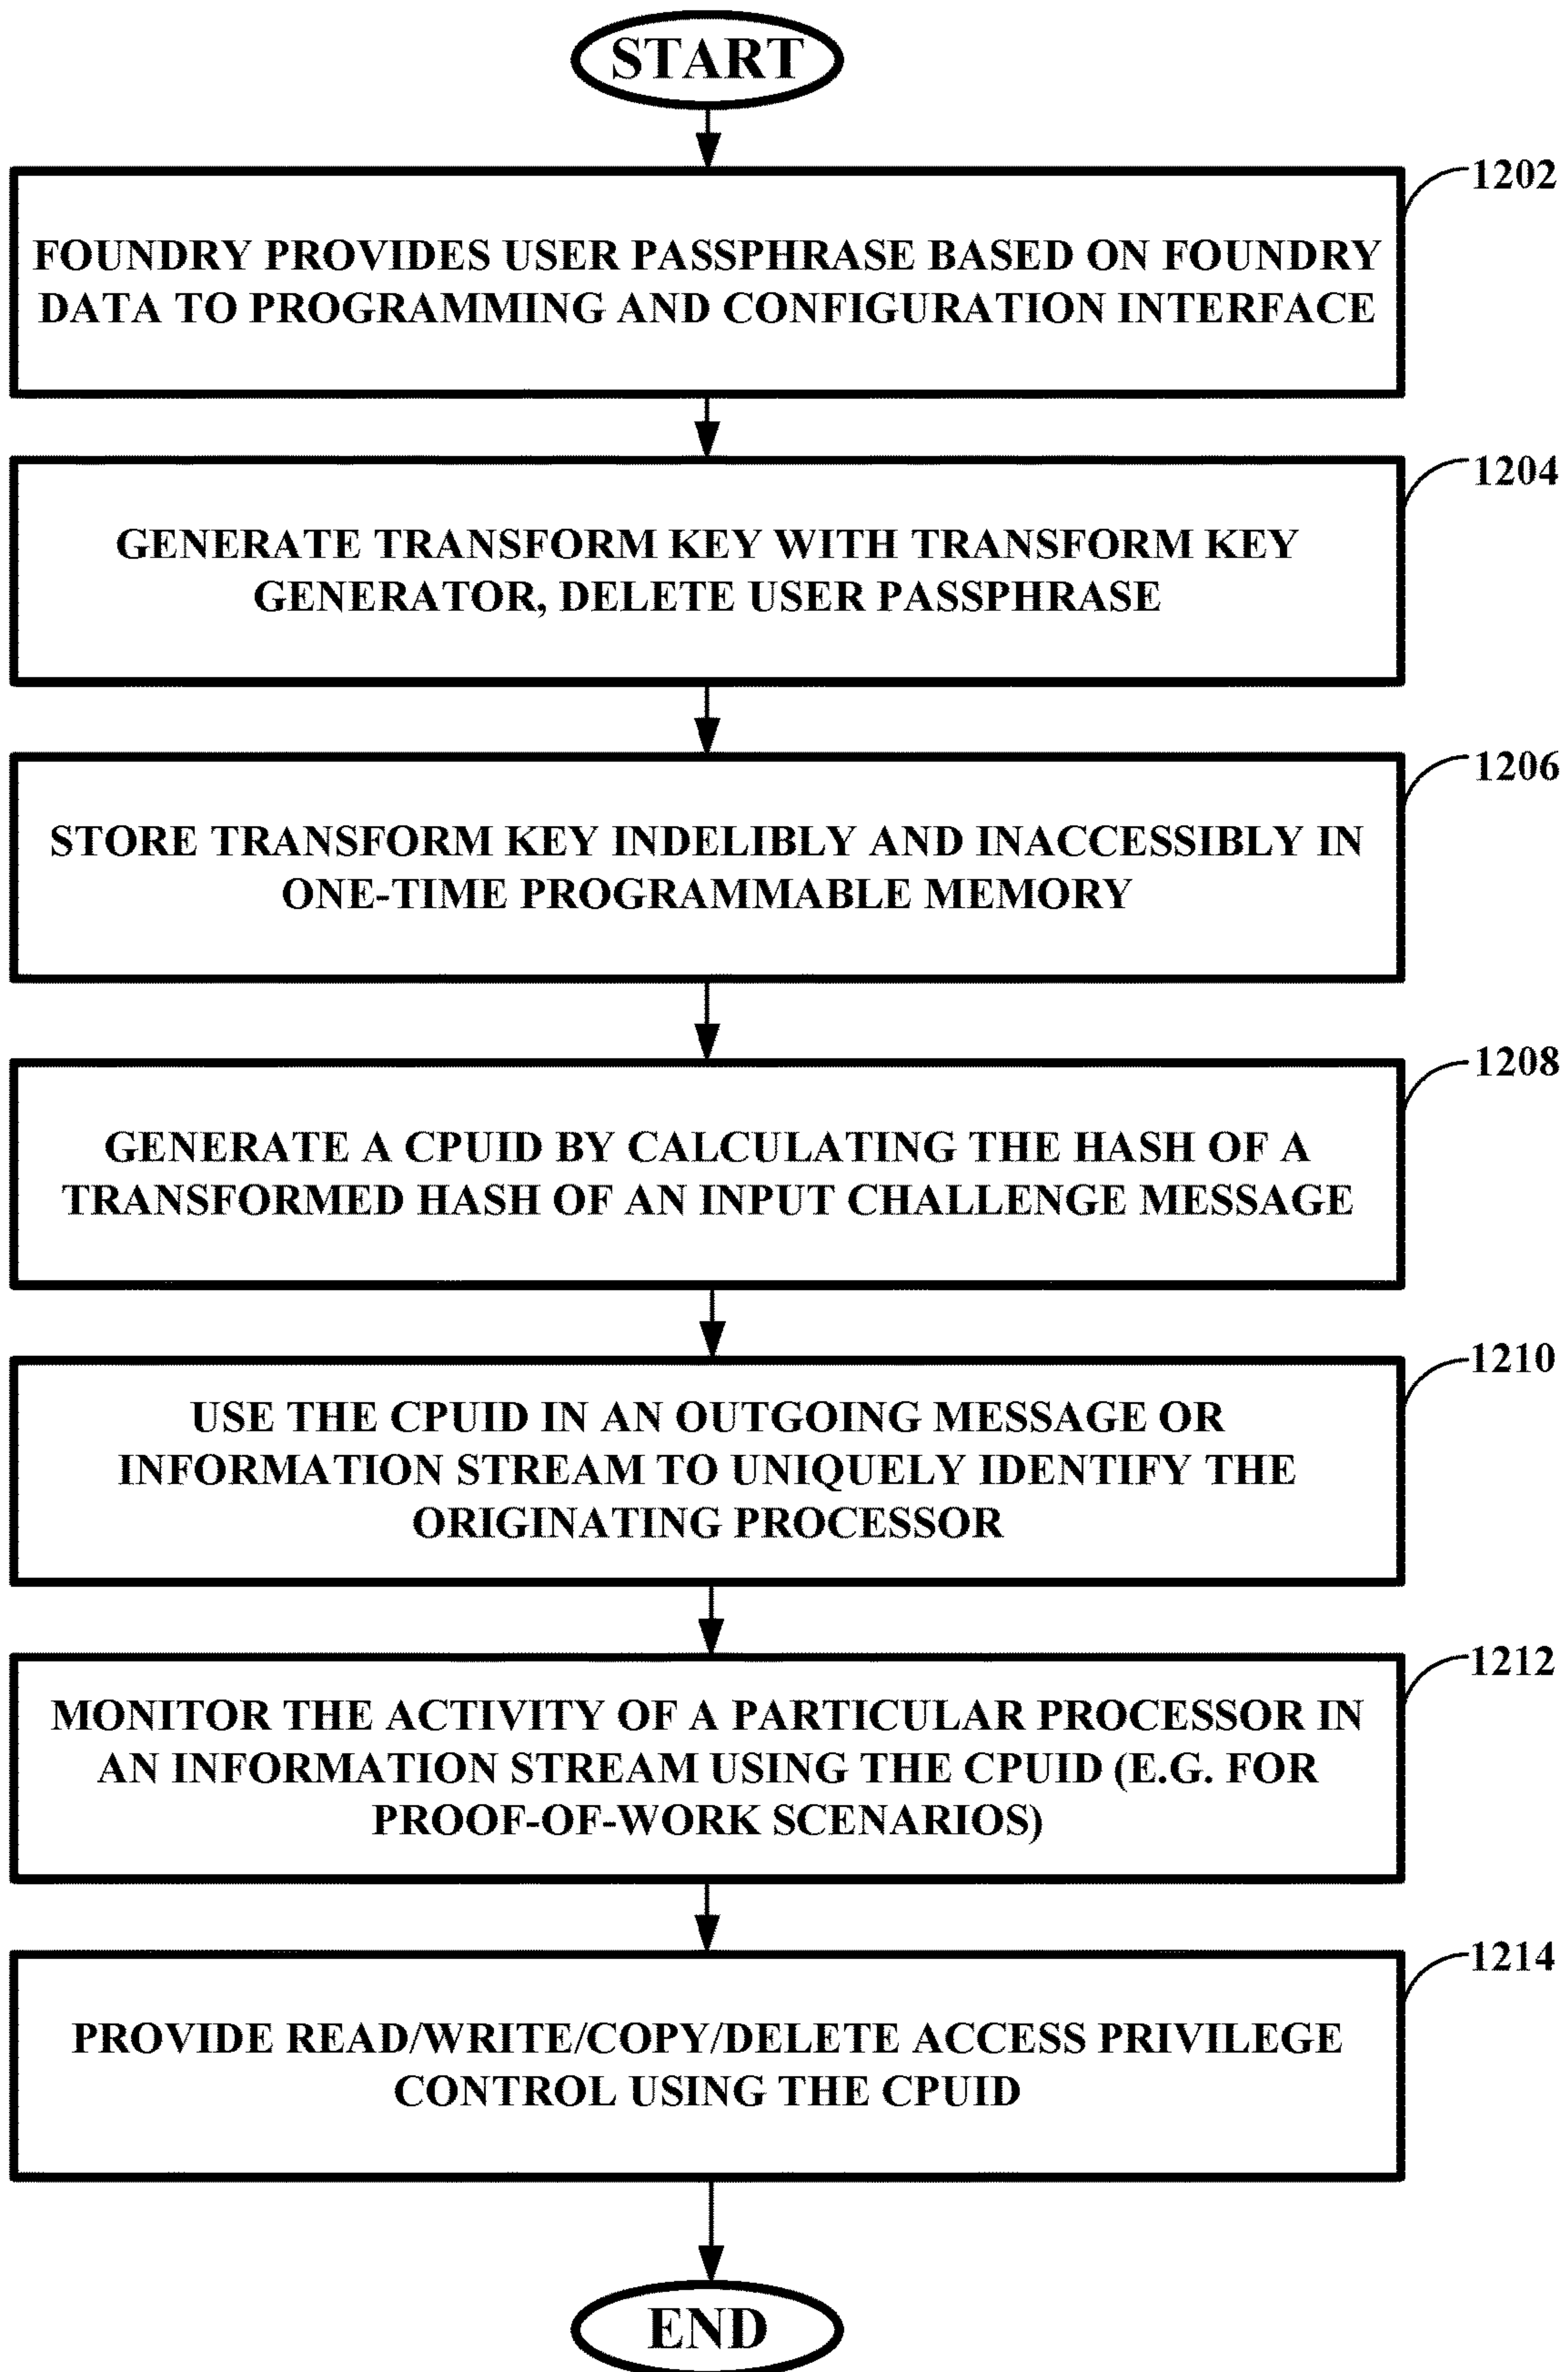 START
1202
FOUNDRY PROVIDES USER PASSPHRASE BASED ON FOUNDRY
DATA TO PROGRAMMING AND CONFIGURATION INTERFACE
1204
GENERATE TRANSFORM KEY WITH TRANSFORM KEY
GENERATOR, DELETE USER PASSPHRASE
1206
STORE TRANSFORM KEY INDELIBLY AND INACCESSIBLY IN
ONE-TIME PROGRAMMABLE MEMORY
1208
GENERATE A CPUID BY CALCULATING THE HASH OF A
TRANSFORMED HASH OF AN INPUT CHALLENGE MESSAGE
1210
USE THE CPUID IN AN OUTGOING MESSAGE OR
INFORMATION STREAM TO UNIQUELY IDENTIFY THE
ORIGINATING PROCESSOR
1212
MONITOR THE ACTIVITY OF A PARTICULAR PROCESSOR IN
AN INFORMATION STREAM USING THE CPUID (E.G. FOR
PROOF-OF-WORK SCENARIOS)
1214
PROVIDE READ/WRITE/COPY/DELETE ACCESS PRIVILEGE
CONTROL USING THE CPUID
END